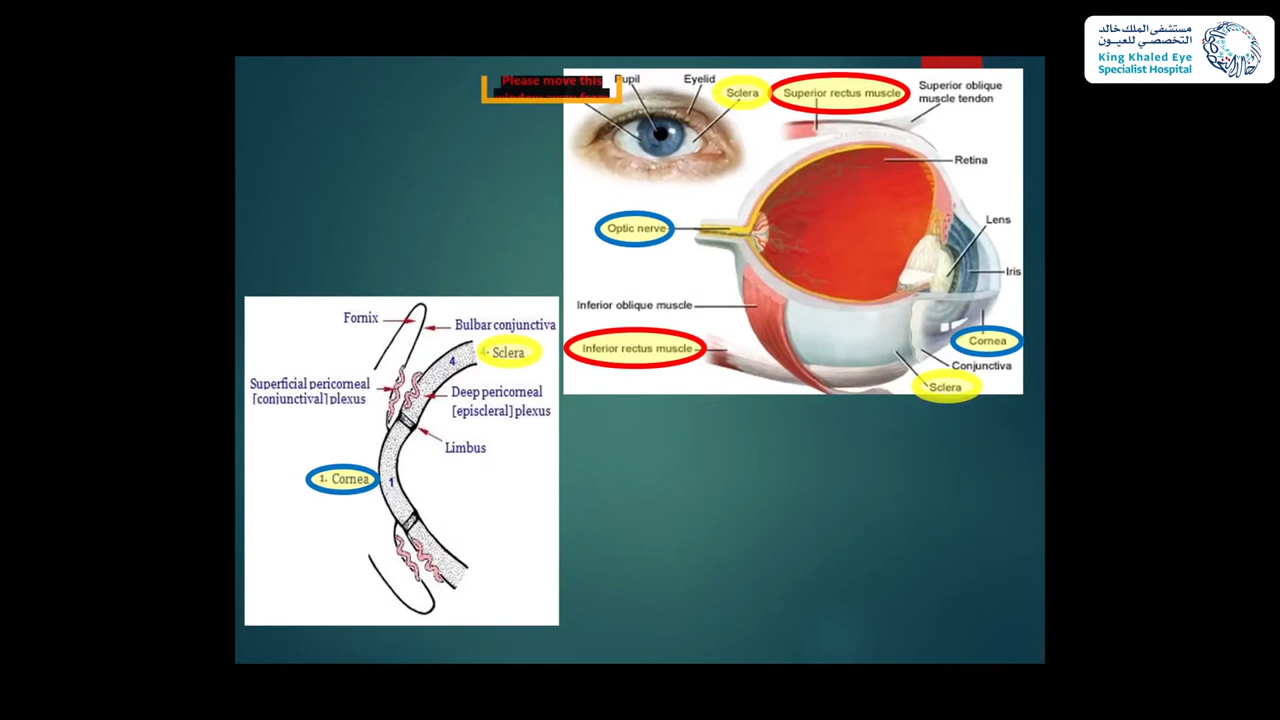 مستشفى الملك خالد
التخصصي للعيون
King Khaled Eye
Specialist Hospital
Please move this
Pupil
Eyelid
Sclera
Superior rectus muscle
Superior oblique
muscle tendon
Retina
Optic nerve
Lens
Iris
Inferior oblique muscle
Inferior rectus muscle
Cornea
Conjunctiva
Sclera
Fornix
Bulbar conjunctiva
4
4. Sclera
Superficial pericorneal
[conjunctival] plexus
Deep pericorneal
[episcleral] plexus
Limbus
1. Cornea
1